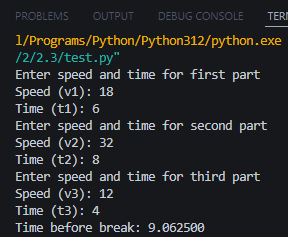 PROBLEMS OUTPUT DEBUG CONSOLE
l/Programs/Python/Python312/python.exe
/2/2.3/test.py"
Enter speed and time for first part
Speed (v1): 18
Time (t1): 6
Enter speed and time for second part
Speed (v2): 32
Time (t2): 8
Enter speed and time for third part
Speed (v3): 12
Time (t3): 4
Time before break: 9.062500